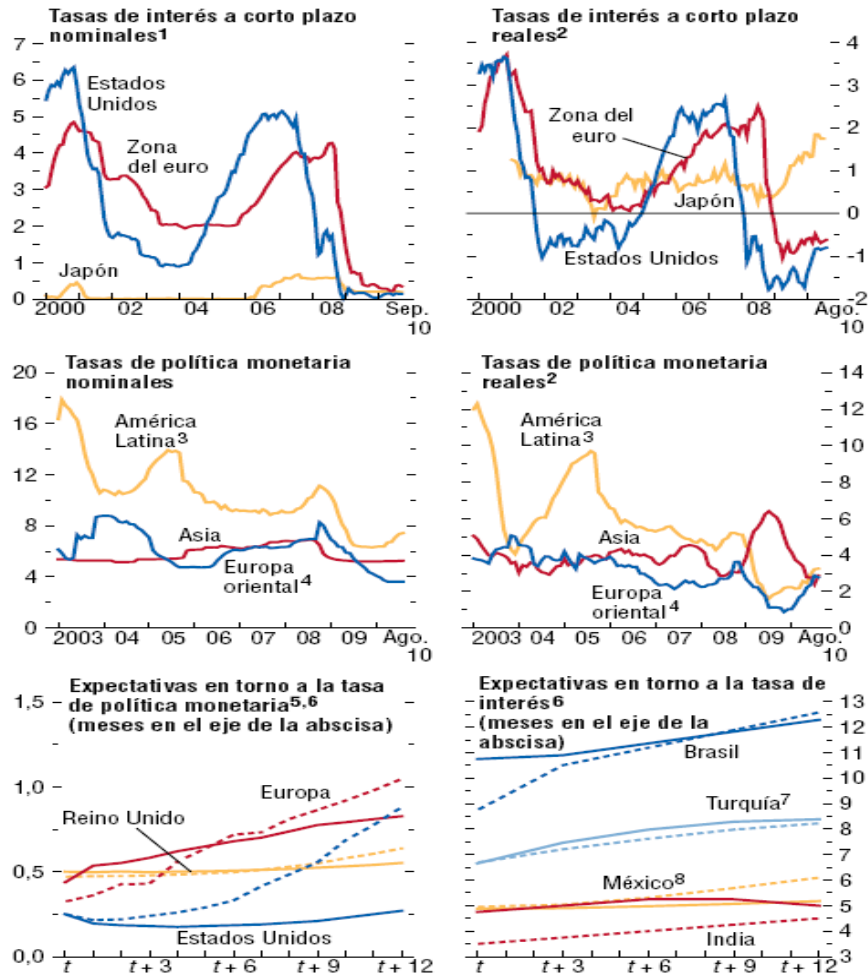 Tasas de interés a corto plazo
nominales1
7
6
5
4
3
2
1
0
Estados
Unidos
Zona
del euro
Japón
2000 02 04 06 08 Sep.
10
Tasas de interés a corto plazo
reales2
4
3
2
1
0
-1
-2
Zona del
euro
Japón
Estados Unidos
2000 02 04 06 08 Ago.
10
Tasas de política monetaria
nominales
20
16
12
8
4
0
América
Latina3
Asia
Europa
oriental4
2003 04 05 06 07 08 09 Ago.
10
Tasas de política monetaria
reales2
14
12
10
8
6
4
2
0
América
Latina3
Asia
Europa
oriental4
2003 04 05 06 07 08 09 Ago.
10
Expectativas en torno a la tasa
de política monetaria5,6
(meses en el eje de la abscisa)
1,5
1,0
0,5
0,0
Europa
Reino Unido
Estados Unidos
t t + 3 t + 6 t + 9 t + 12
Expectativas en torno a la tasa de
interés6
(meses en el eje de la
abscisa)
13
12
11
10
9
8
7
6
5
4
3
Brasil
Turquía7
México8
India
t t + 3 t + 6 t + 9 t + 12